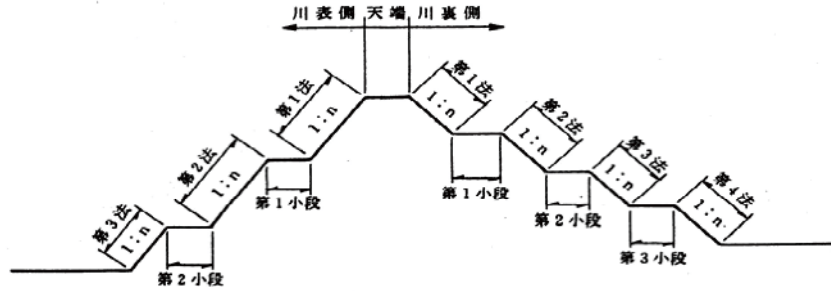 川表側 天端 川裏側
第1法
1:n
第1法
1:n
第2法
1:n
第2法
1:n
第3法
1:n
第3法
1:n
第4法
1:n
第1小段
第1小段
第2小段
第2小段
第3小段